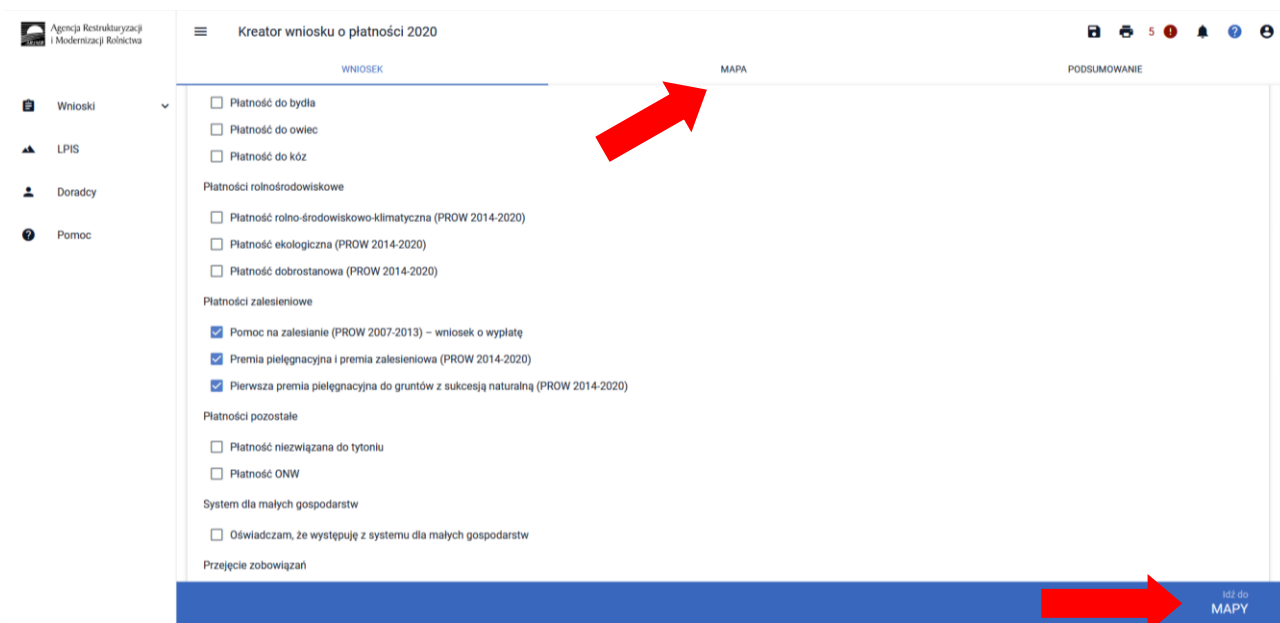 Agencja Restrukturyzacji
i Modernizacji Rolnictwa
Kreator wniosku o płatności 2020
5
WNIOSEK
MAPA
PODSUMOWANIE
Wnioski
LPIS
Doradcy
Pomoc
Płatność do bydła
Płatność do owiec
Płatność do kóz
Płatności rolnośrodowiskowe
Płatność rolno-środowiskowo-klimatyczna (PROW 2014-2020)
Płatność ekologiczna (PROW 2014-2020)
Płatność dobrostanowa (PROW 2014-2020)
Płatności zalesieniowe
Pomoc na zalesianie (PROW 2007-2013) – wniosek o wypłatę
Premia pielęgnacyjna i premia zalesieniowa (PROW 2014-2020)
Pierwsza premia pielęgnacyjna do gruntów z sukcesją naturalną (PROW 2014-2020)
Płatności pozostałe
Płatność niezwiązana do tytoniu
Płatność ONW
System dla małych gospodarstw
Oświadczam, że występuję z systemu dla małych gospodarstw
Przejęcie zobowiązań
Idź do
MAPY